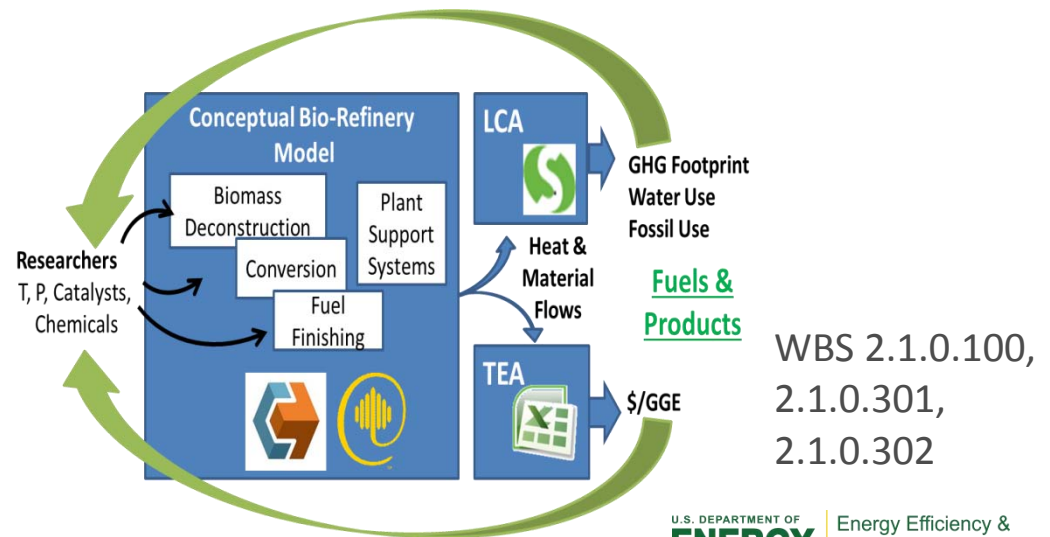 Conceptual Bio-Refinery
Model
Biomass
Deconstruction
Conversion
Fuel
Finishing
Plant
Support
Systems
Researchers
T, P, Catalysts,
Chemicals
LCA
Heat &
Material
Flows
TEA
GHG Footprint
Water Use
Fossil Use
Fuels &
Products
$/GGE
WBS 2.1.0.100,
2.1.0.301,
2.1.0.302
U.S. DEPARTMENT OF
ENERGY
Energy Efficiency &